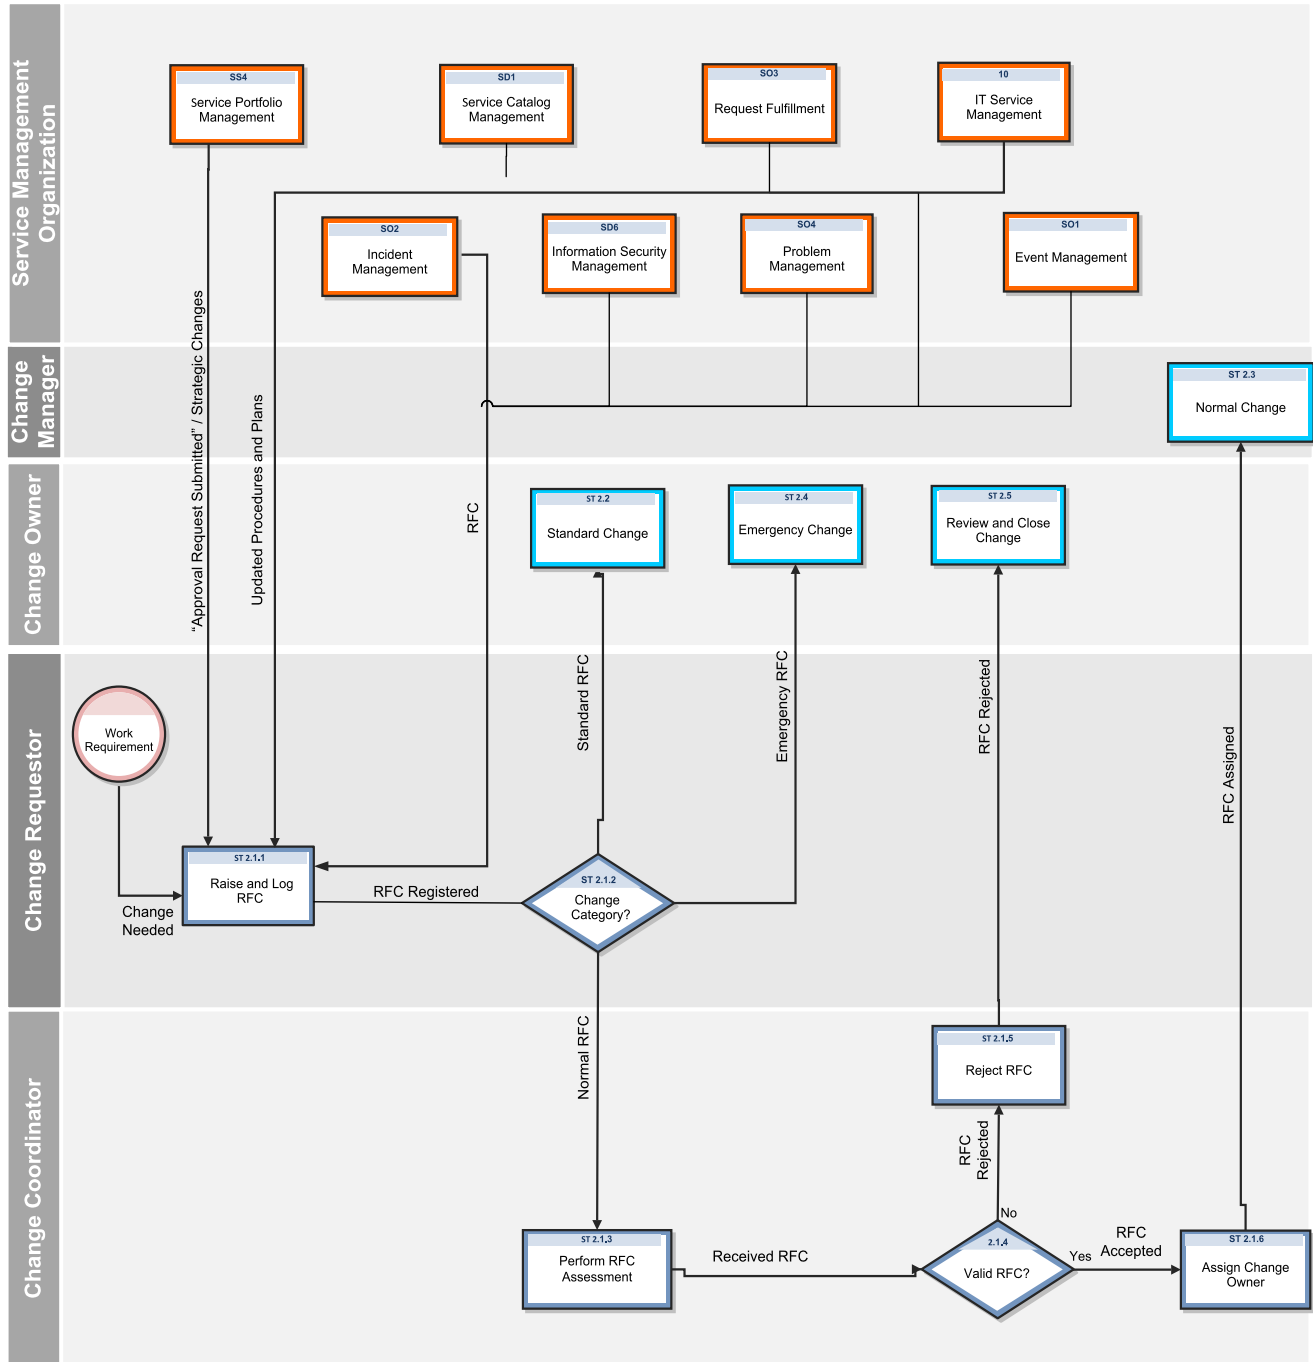 Service Management
Organization
SS4
Service Portfolio
Management
SD1
Service Catalog
Management
SO3
Request Fulfillment
10
IT Service
Management
SO2
Incident
Management
SD6
Information Security
Management
SO4
Problem
Management
SO1
Event Management
"Approval Request Submitted" / Strategic Changes
Updated Procedures and Plans
RFC
Change
Manager
ST 2.3
Normal Change
Change Owner
ST 2.2
Standard Change
ST 2.4
Emergency Change
ST 2.5
Review and Close
Change
Change Requestor
Work
Requirement
Change
Needed
ST 2.1.1
Raise and Log
RFC
RFC Registered
ST 2.1.2
Change
Category?
Standard RFC
Emergency RFC
RFC Rejected
RFC Assigned
Change Coordinator
Normal RFC
ST 2.1.3
Perform RFC
Assessment
Received RFC
2.1.4
Valid RFC?
No
RFC
Rejected
ST 2.1.5
Reject RFC
Yes
RFC
Accepted
ST 2.1.6
Assign Change
Owner